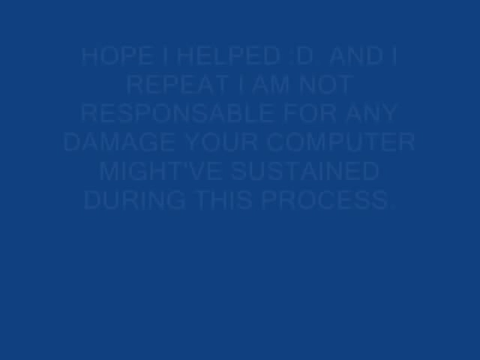 HOPE I HELPED :D  AND I
REPEAT I AM NOT
RESPONSABLE FOR ANY
DAMAGE YOUR COMPUTER
MIGHT'VE SUSTAINED
DURING THIS PROCESS.